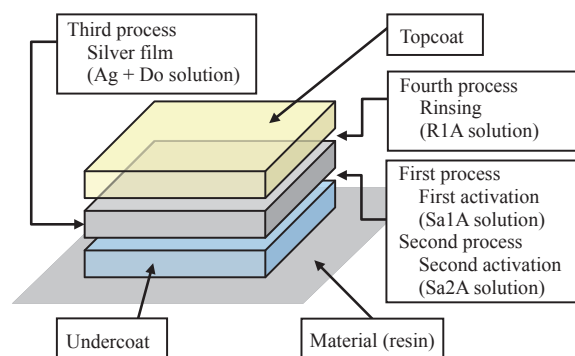 Third process
Silver film
(Ag + Do solution)
Topcoat
Fourth process
Rinsing
(R1A solution)
First process
First activation
(Sa1A solution)
Second process
Second activation
(Sa2A solution)
Undercoat
Material (resin)